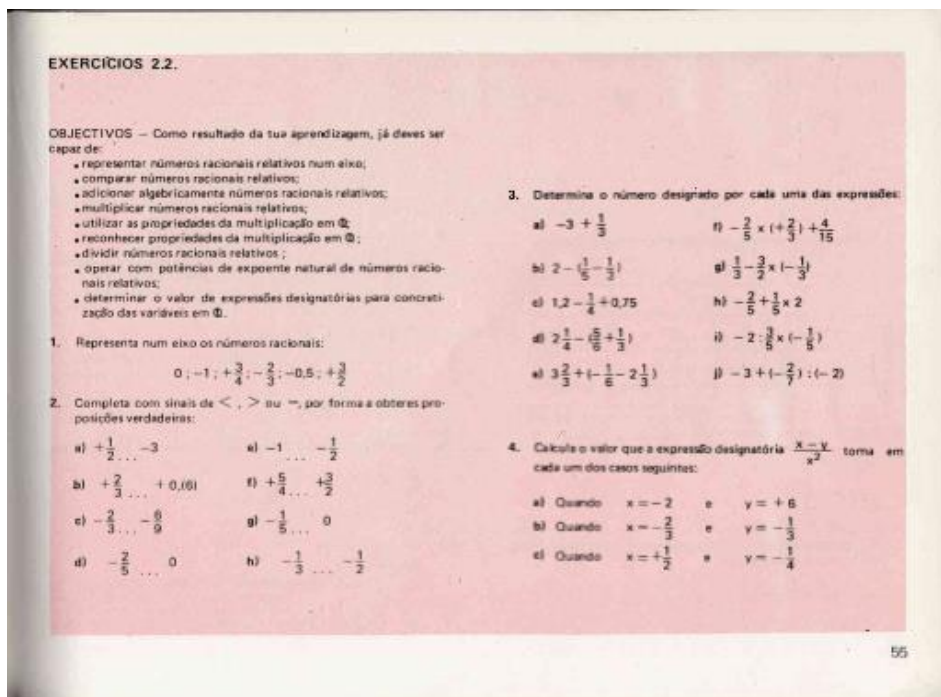 EXERCÍCIOS 2.2.
OBJECTIVOS – Como resultado da tua aprendizagem, já deves ser
capaz de:
• representar números racionais relativos num eixo;
• comparar números racionais relativos;
• adicionar algebricamente números racionais relativos;
• multiplicar números racionais relativos;
• utilizar as propriedades da multiplicação em ℚ;
• reconhecer propriedades da multiplicação em ℚ;
• dividir números racionais relativos ;
• operar com potências de expoente natural de números racio-
nais relativos;
• determinar o valor de expressões designatórias para concreti-
zação das variáveis em ℚ.
1. Representa num eixo os números racionais:
0 ; -1 ; +3/4 ; -2/3 ; -0,5 ; +3/2
2. Completa com sinais de < , > ou =, por forma a obteres pro-
posições verdadeiras:
a) +1/2 ... -3 e) -1 ... -1/2
b) +2/3 ... +0,(6) f) +5/4 ... +3/2
c) -2/3 ... -6/9 g) -1/5 ... 0
d) -2/5 ... 0 h) -1/3 ... -1/2
3. Determina o número designado por cada uma das expressões:
a) -3 + 1/3 f) -2/5 × (+2/3) + 4/15
b) 2 - (1/5 - 1/3) g) 1/3 - 3/2 × (-1/3)
c) 1,2 - 1/4 + 0,75 h) -2/5 + 1/5 × 2
d) 2 1/4 - (5/6 + 1/3) i) -2 : 3/5 × (-1/5)
e) 3 2/3 + (-1/6 - 2 1/3) j) -3 + (-2/7) : (-2)
4. Calcula o valor que a expressão designatória (x - y)/x² toma em
cada um dos casos seguintes:
a) Quando x = -2 e y = +6
b) Quando x = -2/3 e y = -1/3
c) Quando x = +1/2 e y = -1/4
55